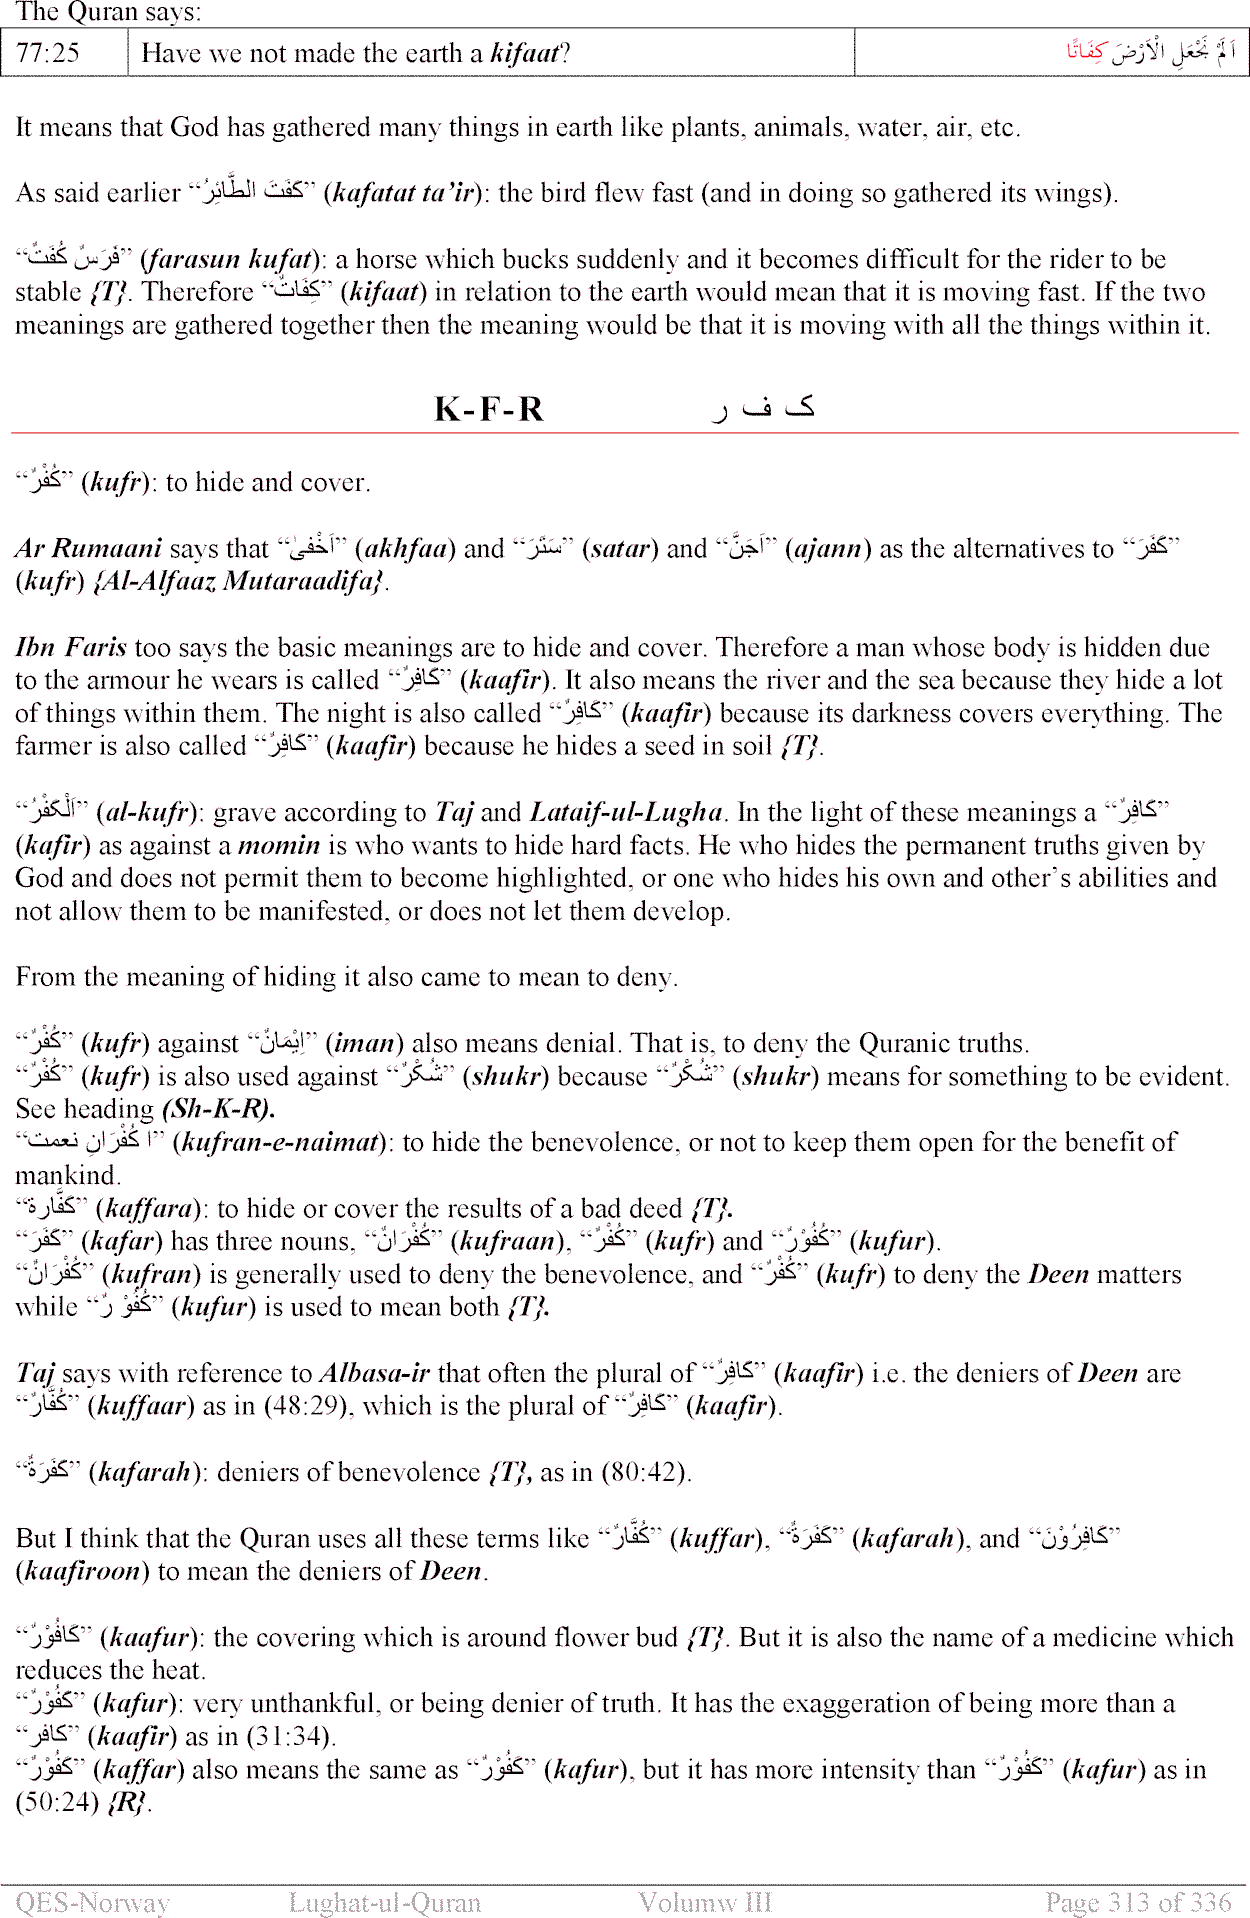 The Quran says:
77:25 Have we not made the earth a kifaat? اَلَمْ نَجْعَلِ الْاَرْضَ كِفَاتًا
It means that God has gathered many things in earth like plants, animals, water, air, etc.
As said earlier “كَفَتَ الطَّائِرُ” (kafatat ta’ir): the bird flew fast (and in doing so gathered its wings).
“فَرَسٌ كُفَتٌ” (farasun kufat): a horse which bucks suddenly and it becomes difficult for the rider to be
stable {T}. Therefore “كِفَاتٌ” (kifaat) in relation to the earth would mean that it is moving fast. If the two
meanings are gathered together then the meaning would be that it is moving with all the things within it.
K-F-R ک ف ر
“كُفْرٌ” (kufr): to hide and cover.
Ar Rumaani says that “اَخْفىٰ” (akhfaa) and “سَتَرَ” (satar) and “اَجَنَّ” (ajann) as the alternatives to “كَفَرَ”
(kufr) {Al-Alfaaz Mutaraadifa}.
Ibn Faris too says the basic meanings are to hide and cover. Therefore a man whose body is hidden due
to the armour he wears is called “كَافِرٌ” (kaafir). It also means the river and the sea because they hide a lot
of things within them. The night is also called “كَافِرٌ” (kaafir) because its darkness covers everything. The
farmer is also called “كَافِرٌ” (kaafir) because he hides a seed in soil {T}.
“اَلْكَفْرُ” (al-kufr): grave according to Taj and Lataif-ul-Lugha. In the light of these meanings a “كَافِرٌ”
(kafir) as against a momin is who wants to hide hard facts. He who hides the permanent truths given by
God and does not permit them to become highlighted, or one who hides his own and other’s abilities and
not allow them to be manifested, or does not let them develop.
From the meaning of hiding it also came to mean to deny.
“كُفْرٌ” (kufr) against “اِيْمَانٌ” (iman) also means denial. That is, to deny the Quranic truths.
“كُفْرٌ” (kufr) is also used against “شُكْرٌ” (shukr) because “شُكْرٌ” (shukr) means for something to be evident.
See heading (Sh-K-R).
“ا كُفْرَانِ نعمت” (kufran-e-naimat): to hide the benevolence, or not to keep them open for the benefit of
mankind.
“كَفَّارة” (kaffara): to hide or cover the results of a bad deed {T}.
“كَفَرَ” (kafar) has three nouns, “كُفْرَانٌ” (kufraan), “كُفْرٌ” (kufr) and “كُفُوْرٌ” (kufur).
“كُفْرَانٌ” (kufran) is generally used to deny the benevolence, and “كُفْرٌ” (kufr) to deny the Deen matters
while “كُفُوْ رٌ” (kufur) is used to mean both {T}.
Taj says with reference to Albasa-ir that often the plural of “كَافِرٌ” (kaafir) i.e. the deniers of Deen are
“كُفَّارٌ” (kuffaar) as in (48:29), which is the plural of “كَافِرٌ” (kaafir).
“كَفَرَةٌ” (kafarah): deniers of benevolence {T}, as in (80:42).
But I think that the Quran uses all these terms like “كُفَّارٌ” (kuffar), “كَفَرَةٌ” (kafarah), and “كَافِرُوْنَ”
(kaafiroon) to mean the deniers of Deen.
“كَافُوْرٌ” (kaafur): the covering which is around flower bud {T}. But it is also the name of a medicine which
reduces the heat.
“كَفُوْرٌ” (kafur): very unthankful, or being denier of truth. It has the exaggeration of being more than a
“كافر” (kaafir) as in (31:34).
“كَفُوْرٌ” (kaffar) also means the same as “كَفُوْرٌ” (kafur), but it has more intensity than “كَفُوْرٌ” (kafur) as in
(50:24) {R}.
QES-Norway Lughat-ul-Quran Volumw III Page 313 of 336